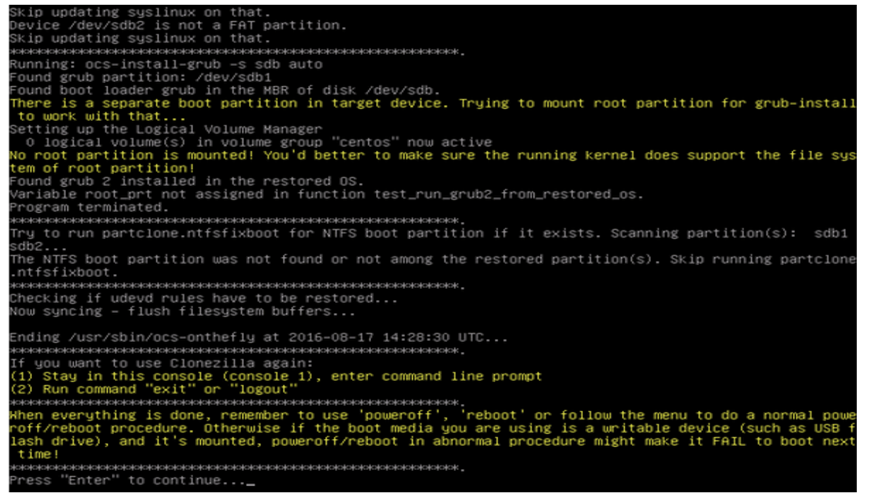 Skip updating syslinux on that.
Device /dev/sdb2 is not a FAT partition.
Skip updating syslinux on that.
*****************************************************.
Running: ocs-install-grub -s sdb auto
Found grub partition: /dev/sdb1
Found boot loader grub in the MBR of disk /dev/sdb.
There is a separate boot partition in target device. Trying to mount root partition for grub-install
 to work with that...
Setting up the Logical Volume Manager
  0 logical volume(s) in volume group "centos" now active
No root partition is mounted! You'd better to make sure the running kernel does support the file sys
tem of root partition!
Found grub 2 installed in the restored OS.
Variable root_prt not assigned in function test_run_grub2_from_restored_os.
Program terminated.
*****************************************************.
Try to run partclone.ntfsfixboot for NTFS boot partition if it exists. Scanning partition(s):  sdb1
sdb2...
The NTFS boot partition was not found or not among the restored partition(s). Skip running partclone
.ntfsfixboot.
*****************************************************.
Checking if udevd rules have to be restored...
Now syncing - flush filesystem buffers...

Ending /usr/sbin/ocs-onthefly at 2016-08-17 14:28:30 UTC...
*****************************************************.
If you want to use Clonezilla again:
(1) Stay in this console (console 1), enter command line prompt
(2) Run command "exit" or "logout"
*****************************************************.
When everything is done, remember to use 'poweroff', 'reboot' or follow the menu to do a normal powe
roff/reboot procedure. Otherwise if the boot media you are using is a writable device (such as USB f
lash drive), and it's mounted, poweroff/reboot in abnormal procedure might make it FAIL to boot next
 time!
*****************************************************.
Press "Enter" to continue..._